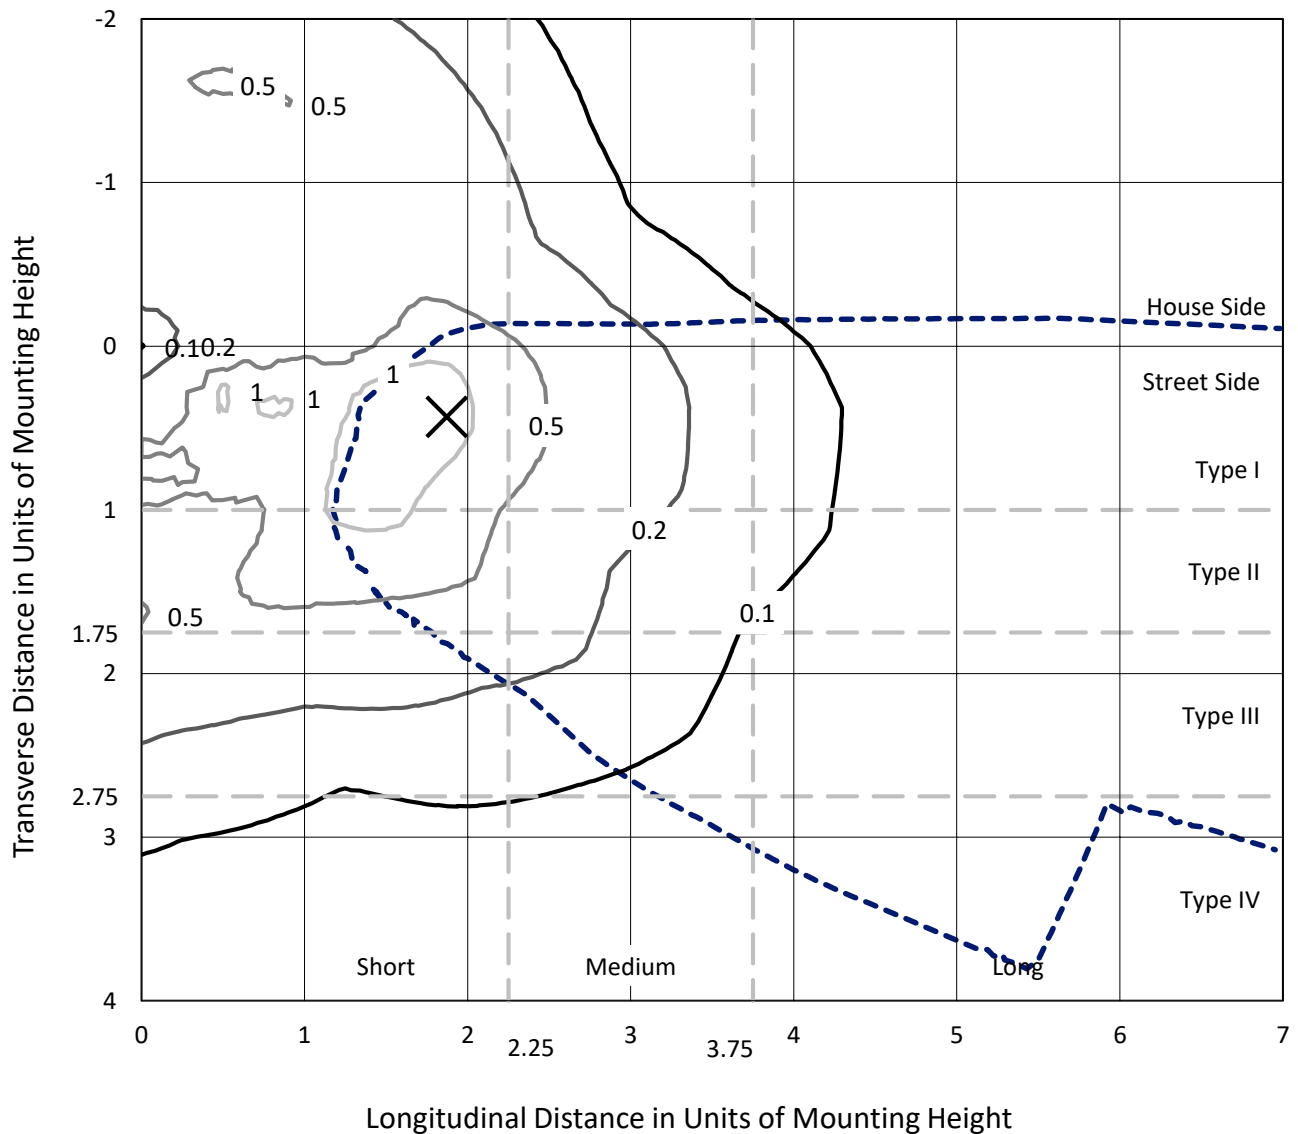 Transverse Distance in Units of Mounting Height
-2
0.5
0.5
-1
House Side
0
0.1
0.2
1
Street Side
1
1
0.5
Type I
1
0.2
Type II
0.5
0.1
1.75
2
Type III
2.75
3
Type IV
Short
Medium
Long
4
0
1
2
3
4
5
6
7
2.25
3.75
Longitudinal Distance in Units of Mounting Height